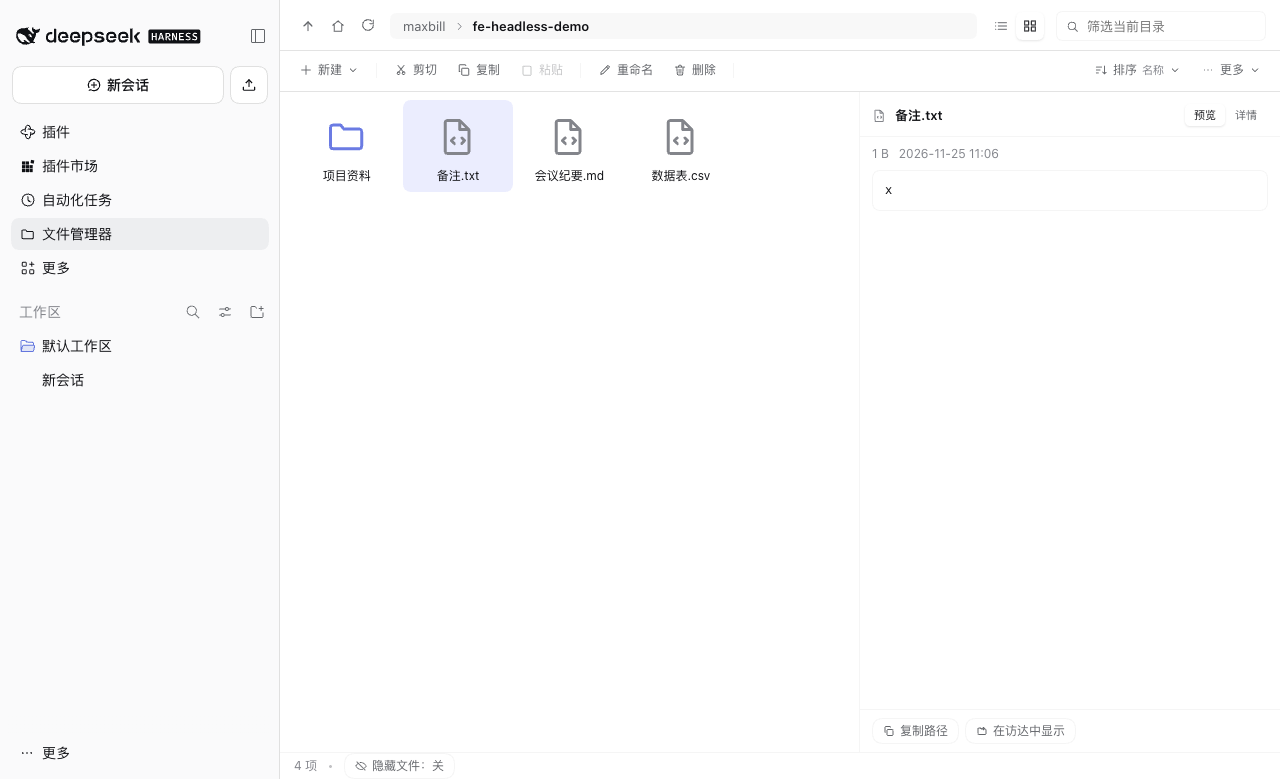 deepseek HARNESS
新会话
插件
插件市场
自动化任务
文件管理器
更多
工作区
默认工作区
新会话
更多
maxbill fe-headless-demo
筛选当前目录
新建 剪切 复制 粘贴 重命名 删除 排序 名称 更多
项目资料
备注.txt
会议纪要.md
数据表.csv
备注.txt 预览 详情
1 B 2026-11-25 11:06
x
复制路径 在访达中显示
4 项 • 隐藏文件：关